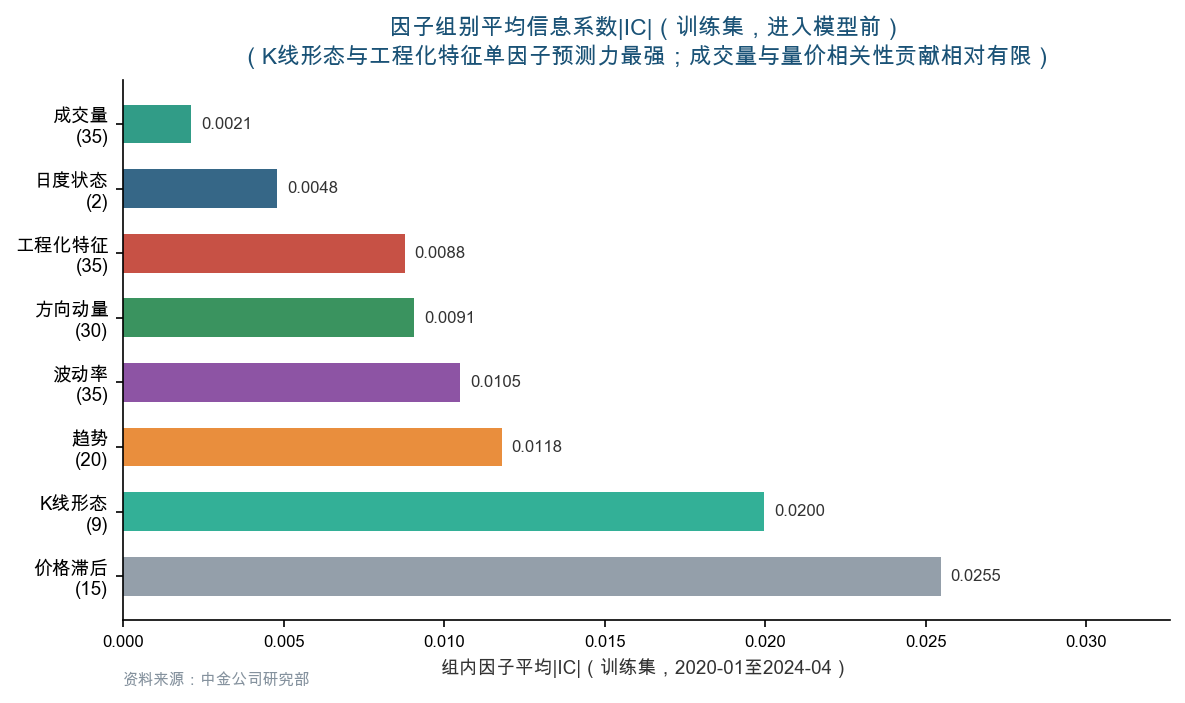 因子组别平均信息系数|IC|（训练集，进入模型前）
（K线形态与工程化特征单因子预测力最强；成交量与量价相关性贡献相对有限）
成交量
(35)
0.0021
日度状态
(2)
0.0048
工程化特征
(35)
0.0088
方向动量
(30)
0.0091
波动率
(35)
0.0105
趋势
(20)
0.0118
K线形态
(9)
0.0200
价格滞后
(15)
0.0255
0.000 0.005 0.010 0.015 0.020 0.025 0.030
组内因子平均|IC|（训练集，2020-01至2024-04）
资料来源：中金公司研究部